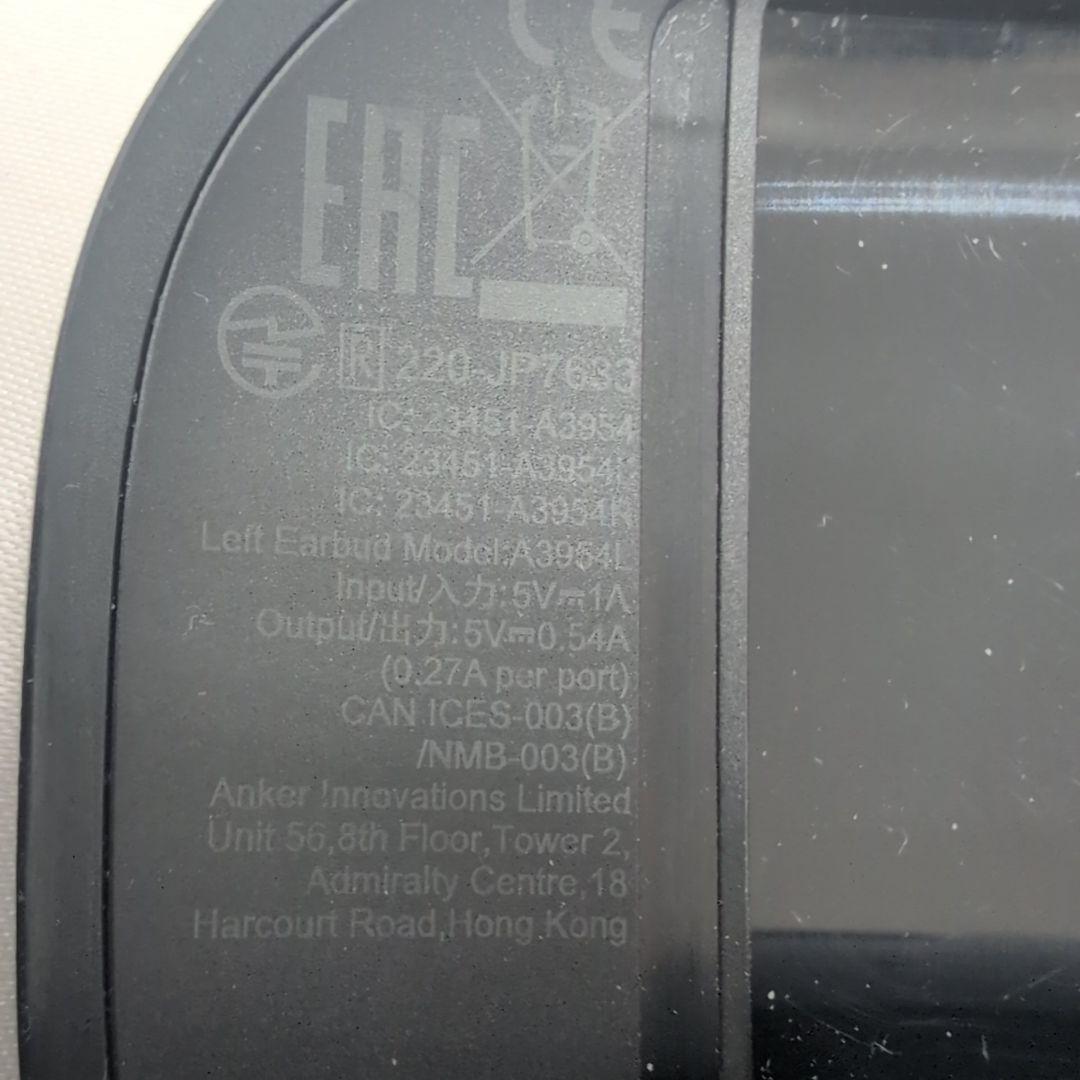 CE
EAC
R 220-JP7633
IC: 23451-A3954
IC: 23451-A3954L
IC: 23451-A3954R
Left Earbud Model:A3954L
Input/入力:5V⎓1A
Output/出力:5V⎓0.54A
(0.27A per port)
CAN ICES-003(B)
/NMB-003(B)
Anker Innovations Limited
Unit 56,8th Floor,Tower 2,
Admiralty Centre,18
Harcourt Road,Hong Kong